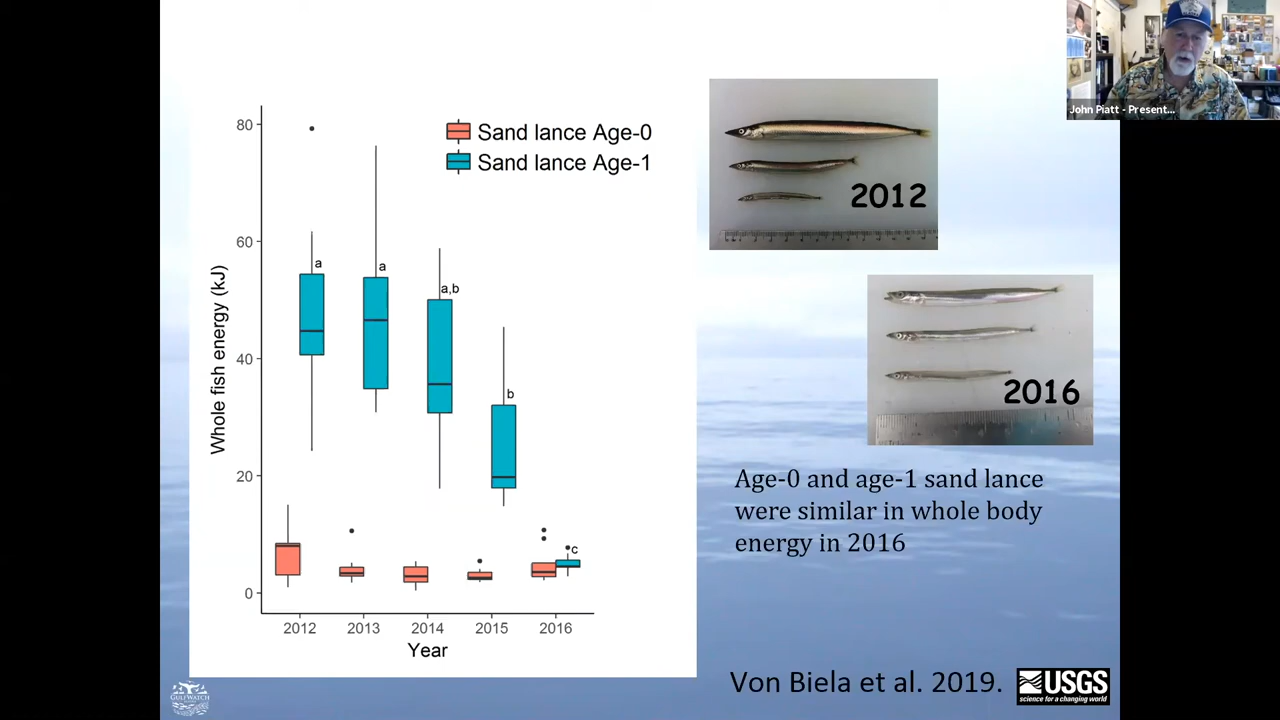 John Piatt - Present...
80
60
40
20
0
Whole fish energy (kJ)
Sand lance Age-0
Sand lance Age-1
a
a
a,b
b
c
2012
2013
2014
2015
2016
Year
2012
2016
Age-0 and age-1 sand lance
were similar in whole body
energy in 2016
Von Biela et al. 2019.
USGS
science for a changing world
GULF WATCH